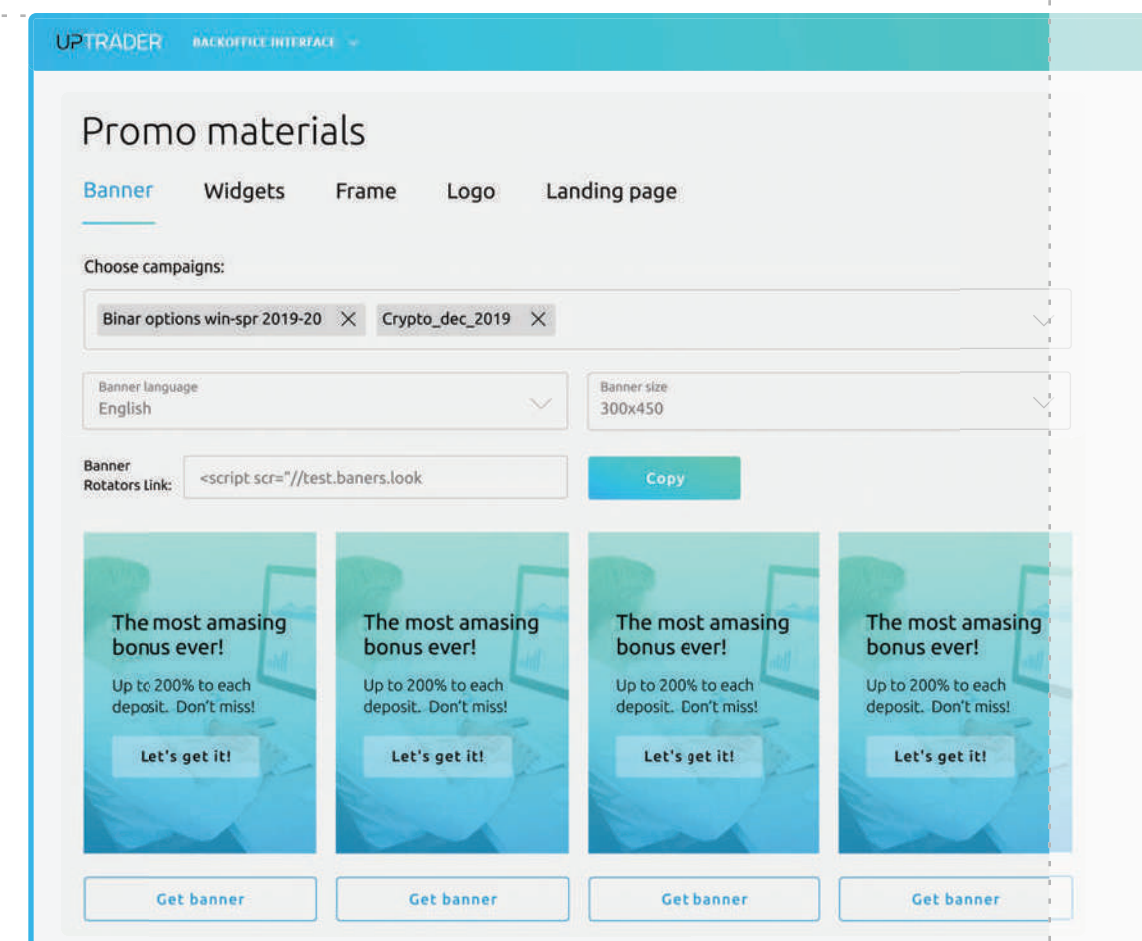 UPTRADER BACKOFFICE INTERFACE
Promo materials
Banner Widgets Frame Logo Landing page
Choose campaigns:
Binar options win-spr 2019-20 Crypto_dec_2019
Banner language
English
Banner size
300x450
Banner
Rotators Link:
<script scr="//test.baners.look
Copy
The most amasing
bonus ever!
Up to 200% to each
deposit. Don't miss!
Let's get it!
The most amasing
bonus ever!
Up to 200% to each
deposit. Don't miss!
Let's get it!
The most amasing
bonus ever!
Up to 200% to each
deposit. Don't miss!
Let's get it!
The most amasing
bonus ever!
Up to 200% to each
deposit. Don't miss!
Let's get it!
Get banner Get banner Get banner Get banner